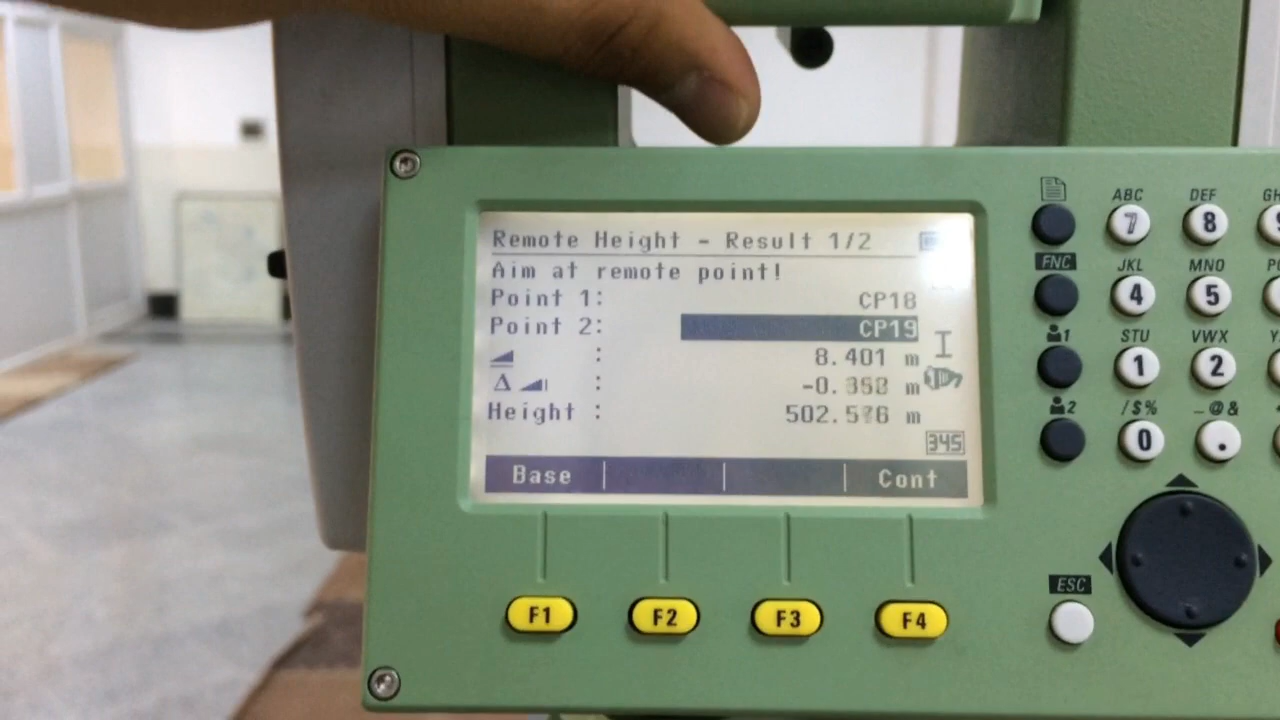 Remote Height - Result 1/2
Aim at remote point!
Point 1: CP18
Point 2: CP19
: 8.401 m
Δ : m
Height : m
345
Base Cont
F1 F2 F3 F4
ABC DEF
7 8
FNC JKL MNO
4 5
1 STU VWX
1 2
2 /$% _@&
0 .
ESC